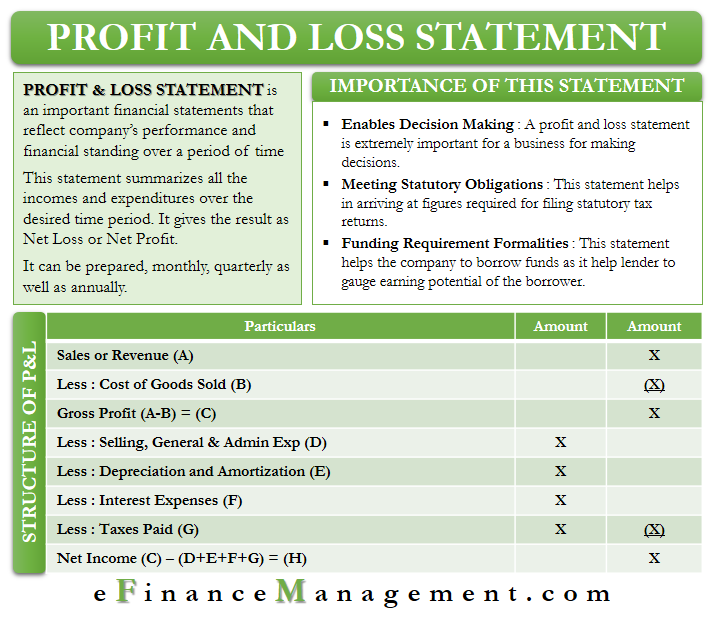 PROFIT AND LOSS STATEMENT
PROFIT & LOSS STATEMENT is
an important financial statements that
reflect company's performance and
financial standing over a period of time
This statement summarizes all the
incomes and expenditures over the
desired time period. It gives the result as
Net Loss or Net Profit.
It can be prepared, monthly, quarterly as
well as annually.
IMPORTANCE OF THIS STATEMENT
▪ Enables Decision Making : A profit and loss statement
is extremely important for a business for making
decisions.
▪ Meeting Statutory Obligations : This statement helps
in arriving at figures required for filing statutory tax
returns.
▪ Funding Requirement Formalities : This statement
helps the company to borrow funds as it help lender to
gauge earning potential of the borrower.
STRUCTURE OF P&L
Particulars Amount Amount
Sales or Revenue (A) X
Less : Cost of Goods Sold (B) (X)
Gross Profit (A-B) = (C) X
Less : Selling, General & Admin Exp (D) X
Less : Depreciation and Amortization (E) X
Less : Interest Expenses (F) X
Less : Taxes Paid (G) X (X)
Net Income (C) – (D+E+F+G) = (H) X
eFinanceManagement.com